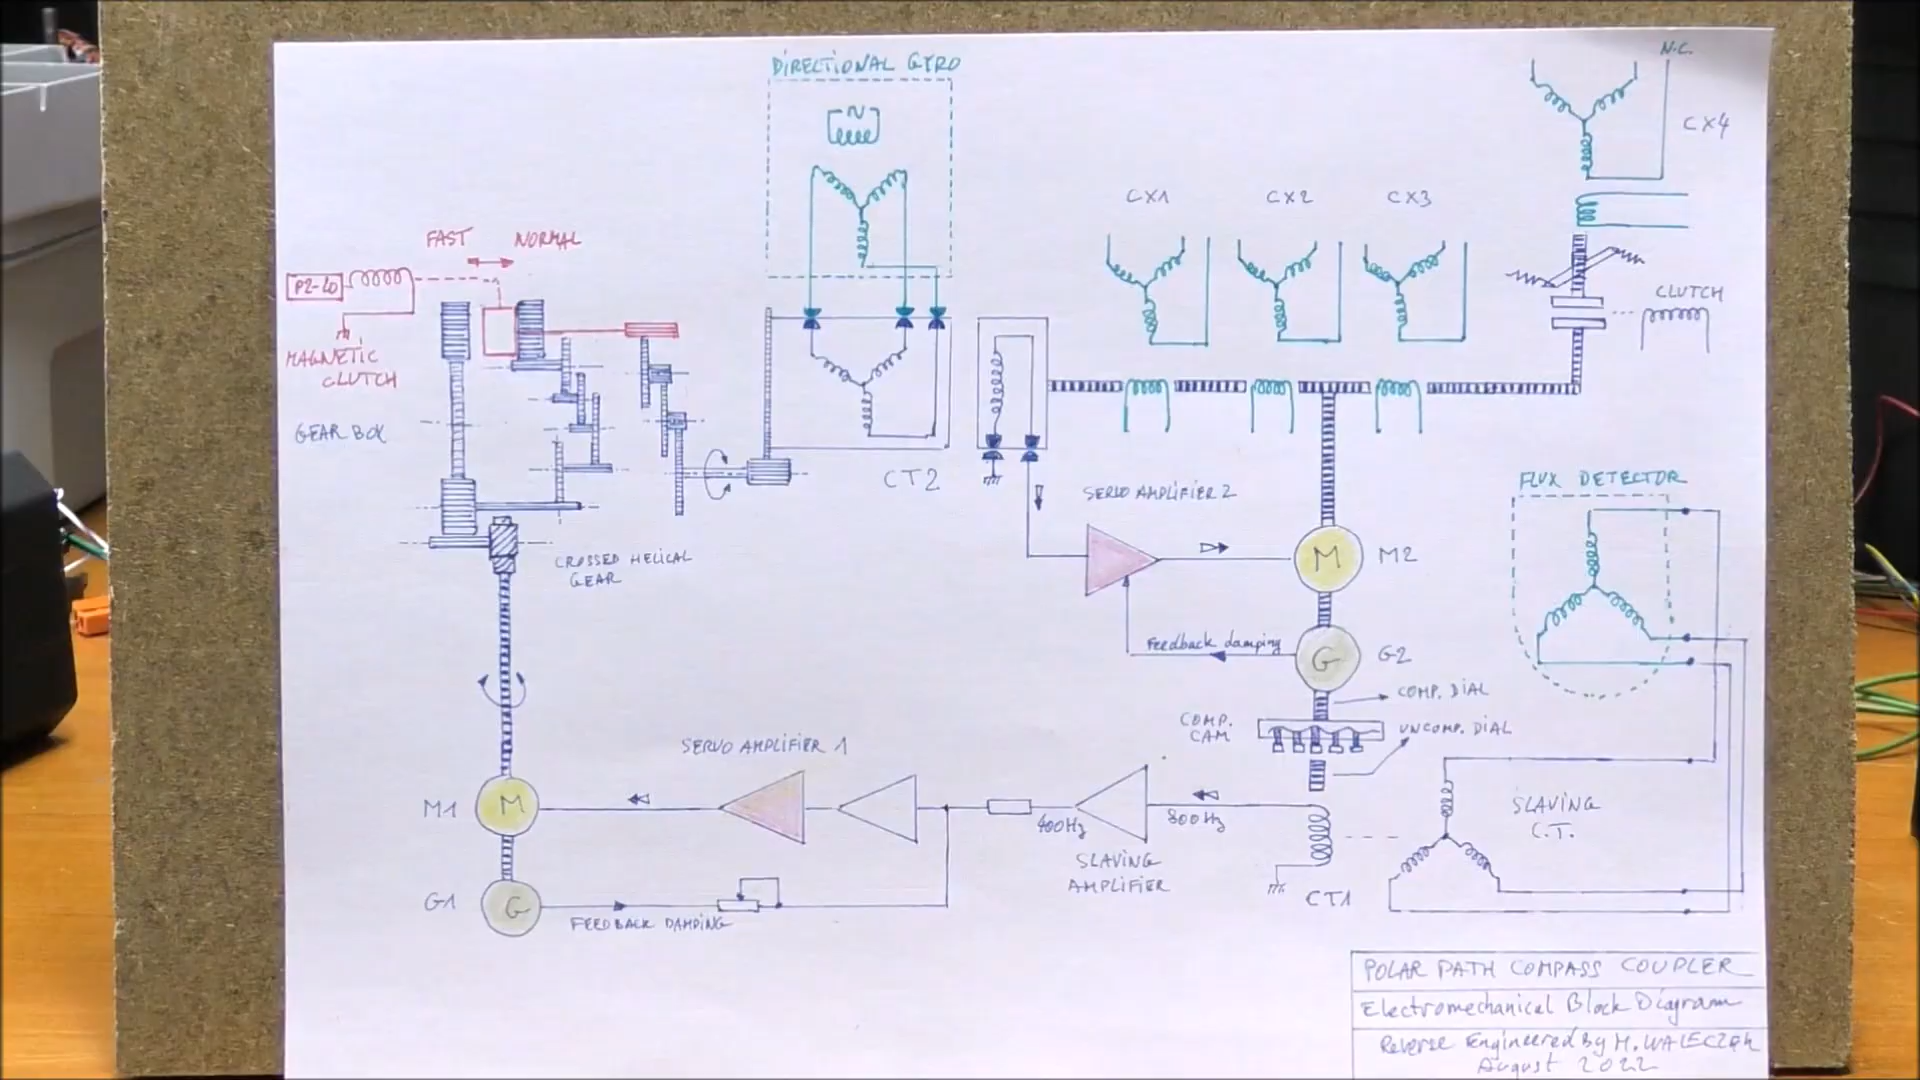 DIRECTIONAL GYRO
N
N.C.
CX4
CX1
CX2
CX3
FAST
NORMAL
P2-20
MAGNETIC
CLUTCH
GEAR BOX
CLUTCH
CT2
SERVO AMPLIFIER 2
FLUX DETECTOR
CROSSED HELICAL
GEAR
M
M2
Feedback damping
G
G2
COMP. DIAL
COMP.
CAM
UNCOMP. DIAL
SERVO AMPLIFIER 1
M1
M
400Hz
800Hz
SLAVING
C.T.
SLAVING
AMPLIFIER
G1
G
FEEDBACK DAMPING
CT1
POLAR PATH COMPASS COUPLER
Electromechanical Block Diagram
Reverse Engineered By M. WALECZEK
August 2022